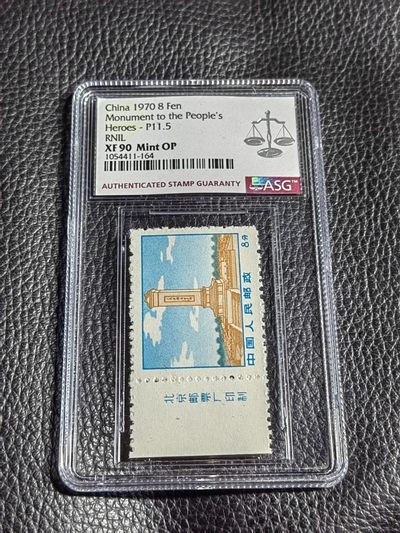 China 1970 8 Fen
Monument to the People's
Heroes - P11.5
RNIL
XF 90 Mint OP
1054411-164
AUTHENTICATED STAMP GUARANTY
ASG™
8分
中国人民邮政
北京邮票厂印制